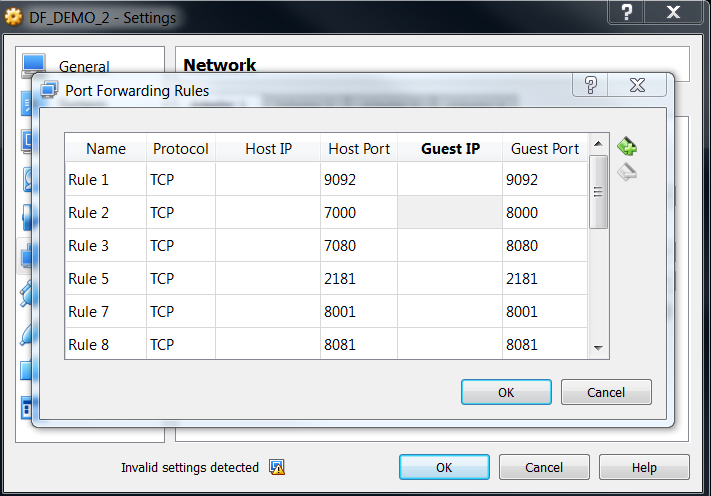 DF_DEMO_2 - Settings
General
Network
Port Forwarding Rules
Name Protocol Host IP Host Port Guest IP Guest Port
Rule 1 TCP 9092 9092
Rule 2 TCP 7000 8000
Rule 3 TCP 7080 8080
Rule 5 TCP 2181 2181
Rule 7 TCP 8001 8001
Rule 8 TCP 8081 8081
OK Cancel
Invalid settings detected OK Cancel Help